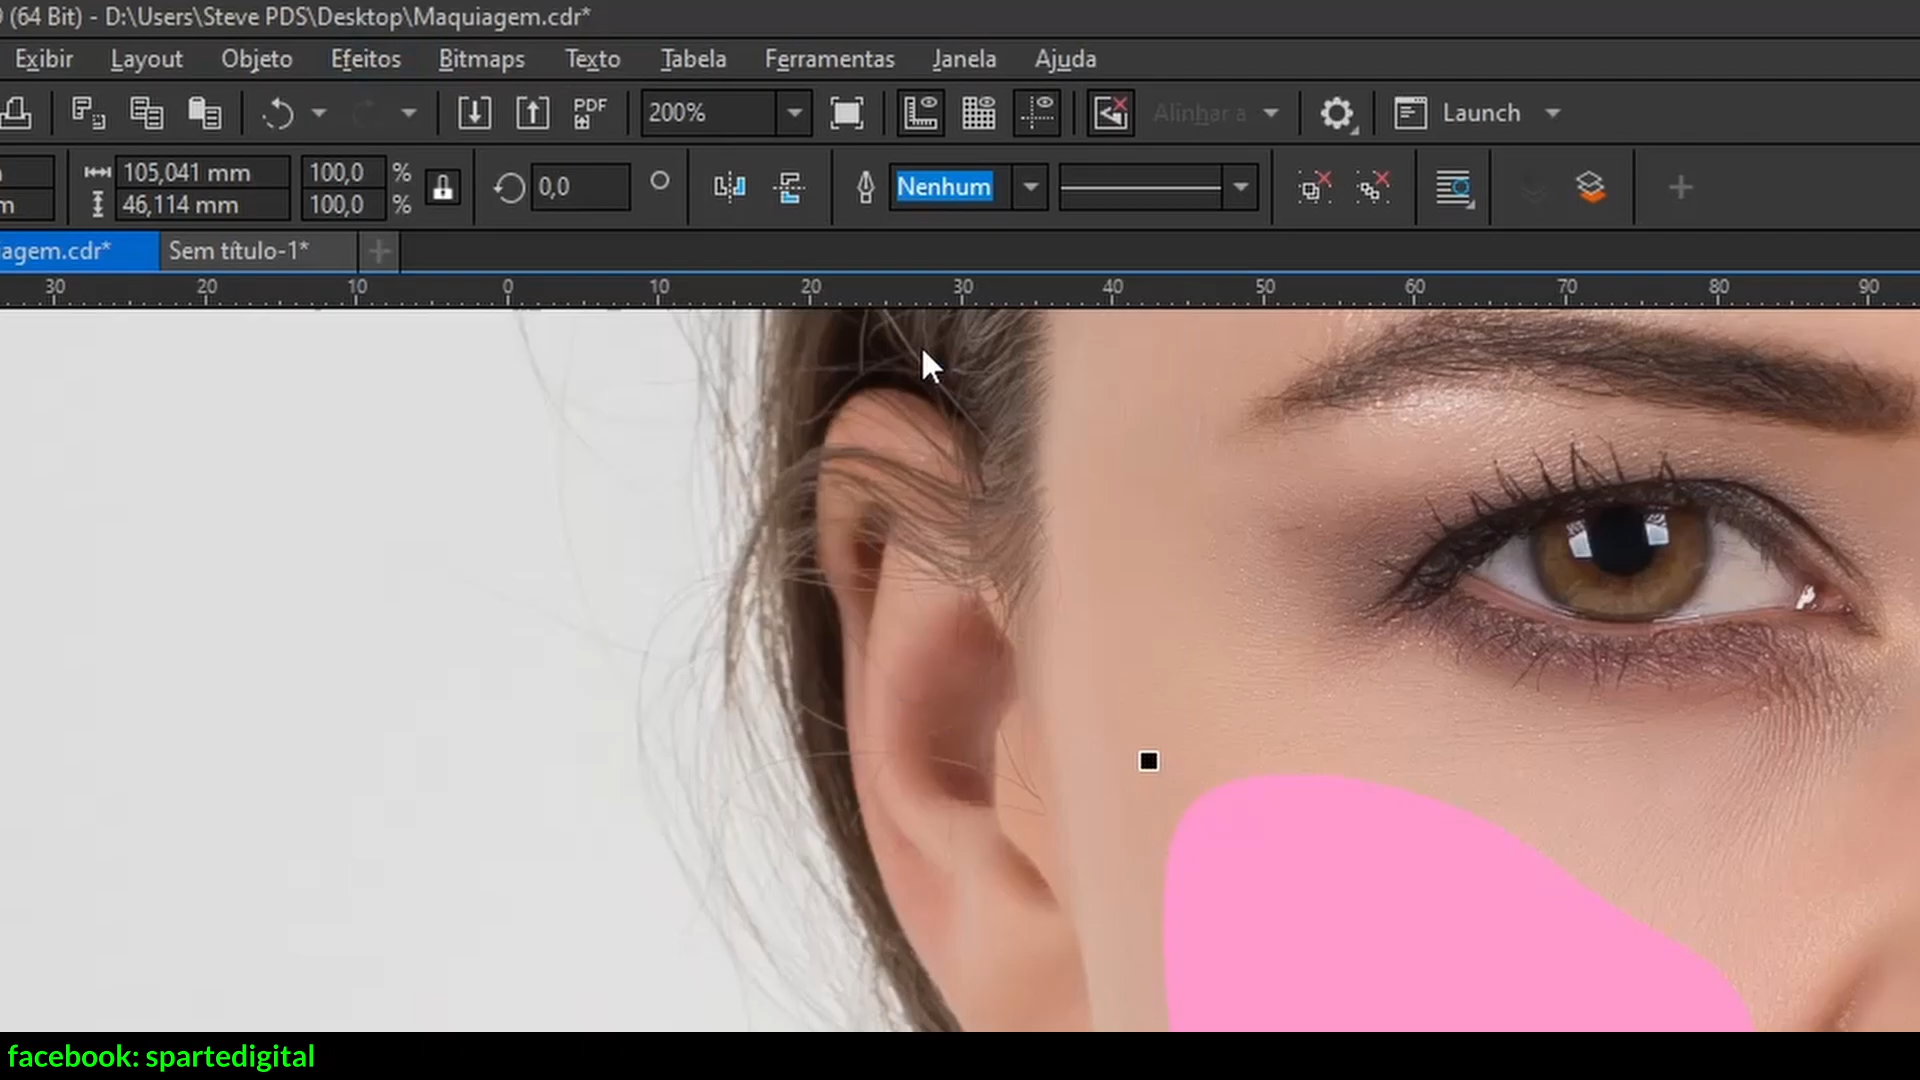 (64 Bit) - D:\Users\Steve PDS\Desktop\Maquiagem.cdr*
Exibir Layout Objeto Efeitos Bitmaps Texto Tabela Ferramentas Janela Ajuda
PDF 200% Alinhar a Launch
105,041 mm 100,0 % 0,0 Nenhum
m 46,114 mm 100,0 %
agem.cdr* Sem título-1*
30 20 10 0 10 20 30 40 50 60 70 80 90
facebook: spartedigital